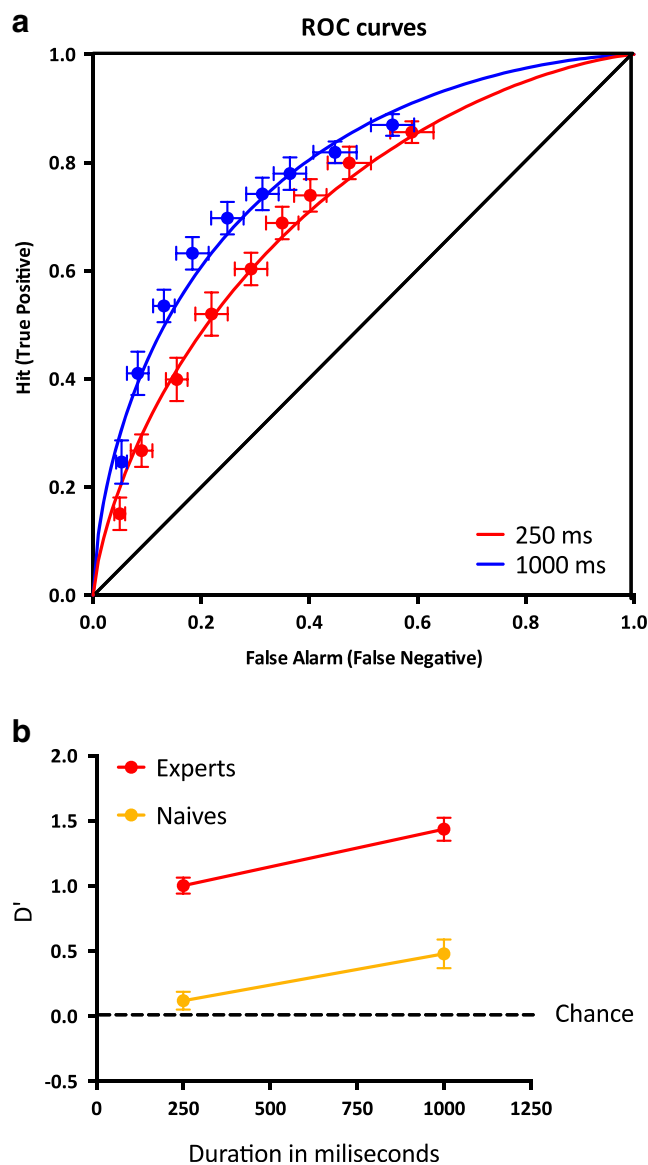 a
ROC curves
1.0
0.8
0.6
0.4
0.2
0.0
Hit (True Positive)
250 ms
1000 ms
0.0 0.2 0.4 0.6 0.8 1.0
False Alarm (False Negative)
b
2.0
1.5
1.0
0.5
0.0
-0.5
D'
Experts
Naives
Chance
0 250 500 750 1000 1250
Duration in miliseconds